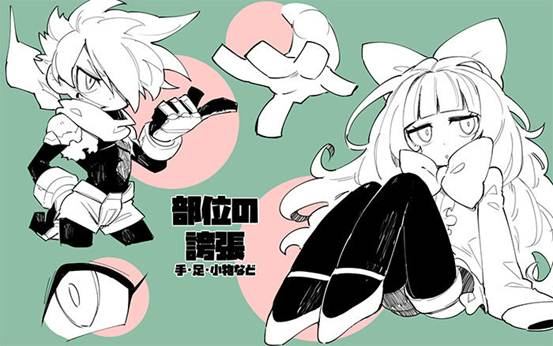 部位の
誇張
手・足・小物など